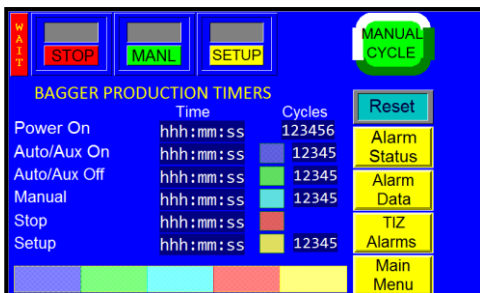 WAIT
STOP
MANL
SETUP
MANUAL
CYCLE
BAGGER PRODUCTION TIMERS
Time Cycles
Power On hhh:mm:ss 123456
Auto/Aux On hhh:mm:ss 12345
Auto/Aux Off hhh:mm:ss 12345
Manual hhh:mm:ss 12345
Stop hhh:mm:ss
Setup hhh:mm:ss 12345
Reset
Alarm
Status
Alarm
Data
TIZ
Alarms
Main
Menu